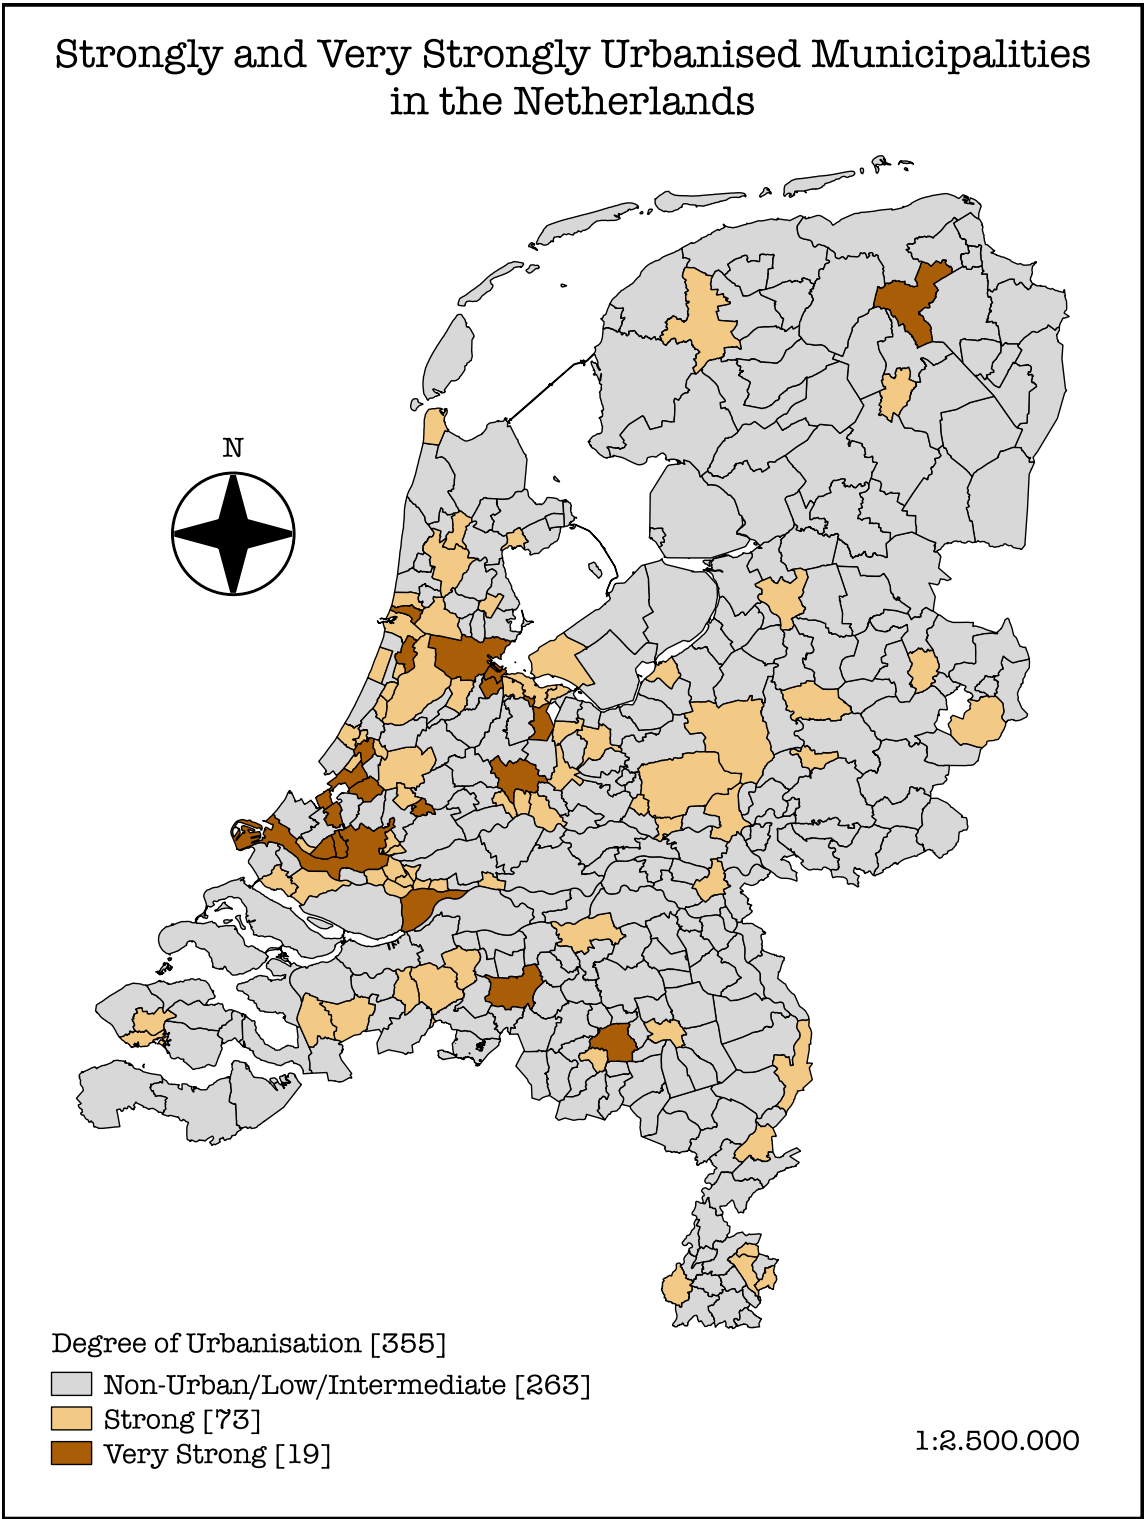 Strongly and Very Strongly Urbanised Municipalities
in the Netherlands
N
Degree of Urbanisation [355]
Non-Urban/Low/Intermediate [263]
Strong [73]
Very Strong [19]
1:2.500.000